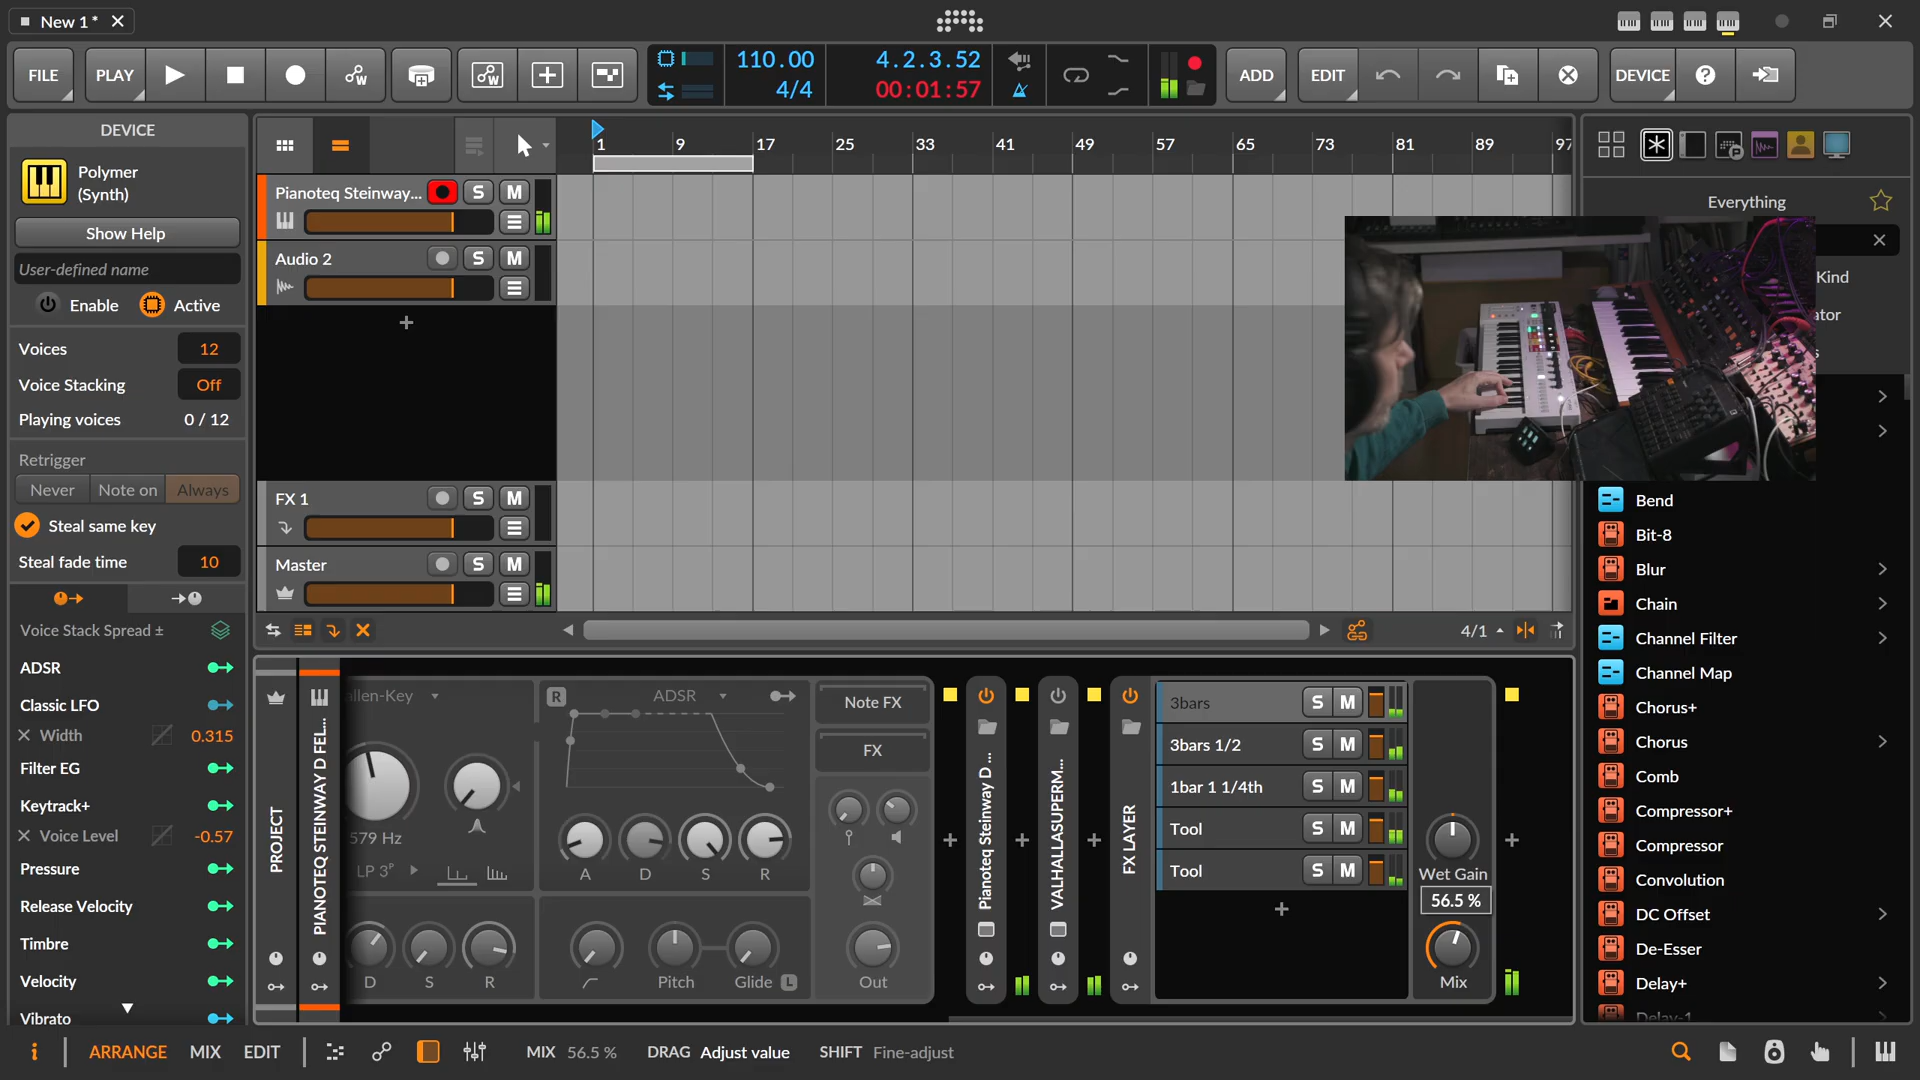 New 1 *
FILE
PLAY
110.00
4/4
4.2.3.52
00:01:57
ADD
EDIT
DEVICE
DEVICE
Polymer
(Synth)
Show Help
User-defined name
Enable
Active
Voices
12
Voice Stacking
Off
Playing voices
0 / 12
Retrigger
Never
Note on
Always
Steal same key
Steal fade time
10
Voice Stack Spread ±
ADSR
Classic LFO
Width
0.315
Filter EG
Keytrack+
Voice Level
-0.57
Pressure
Release Velocity
Timbre
Velocity
Vibrato
1
9
17
25
33
41
49
57
65
73
81
89
97
Pianoteq Steinway...
S
M
Audio 2
S
M
FX 1
S
M
Master
S
M
4/1
PROJECT
PIANOTEQ STEINWAY D FEL...
allen-Key
579 Hz
LP 3ᴾ
R
ADSR
A
D
S
R
D
S
R
Pitch
Glide
L
Note FX
FX
Out
Pianoteq Steinway D ...
VALHALLASUPERM...
FX LAYER
3bars
S
M
3bars 1/2
S
M
1bar 1 1/4th
S
M
Tool
S
M
Tool
S
M
Wet Gain
56.5 %
Mix
Everything
Kind
ator
s
Bend
Bit-8
Blur
Chain
Channel Filter
Channel Map
Chorus+
Chorus
Comb
Compressor+
Compressor
Convolution
DC Offset
De-Esser
Delay+
Delay-1
i
ARRANGE
MIX
EDIT
MIX 56.5 %
DRAG Adjust value
SHIFT Fine-adjust